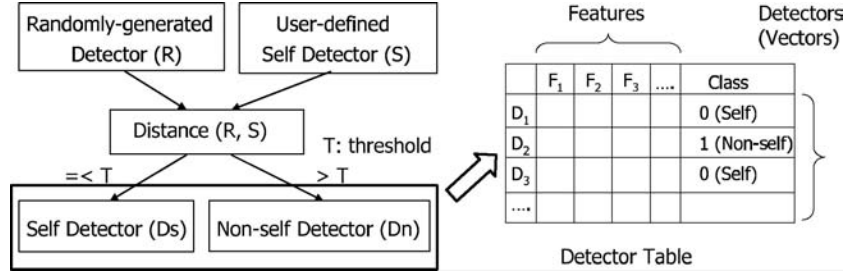 Randomly-generated
Detector (R)
User-defined
Self Detector (S)
Distance (R, S)
T: threshold
=< T
> T
Self Detector (Ds)
Non-self Detector (Dn)
Features
Detectors
(Vectors)
F1 F2 F3 .... Class
D1 0 (Self)
D2 1 (Non-self)
D3 0 (Self)
....
Detector Table